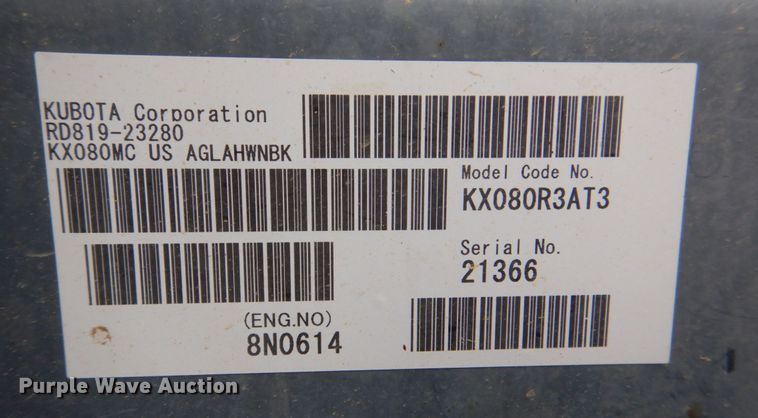 KUBOTA Corporation
RD819-23280
KX080MC US AGLAHWNBK
Model Code No.
KX080R3AT3
Serial No.
21366
(ENG.NO)
8N0614
Purple Wave Auction